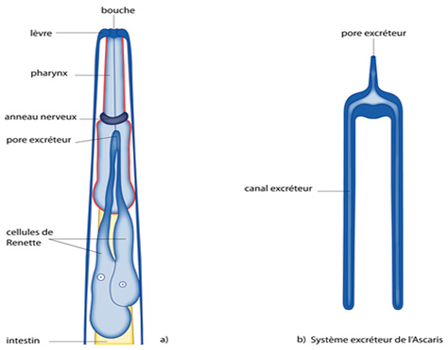 bouche
lèvre
pore excréteur
pharynx
anneau nerveux
pore excréteur
canal excréteur
cellules de
Renette
intestin
a)
b) Système excréteur de l'Ascaris